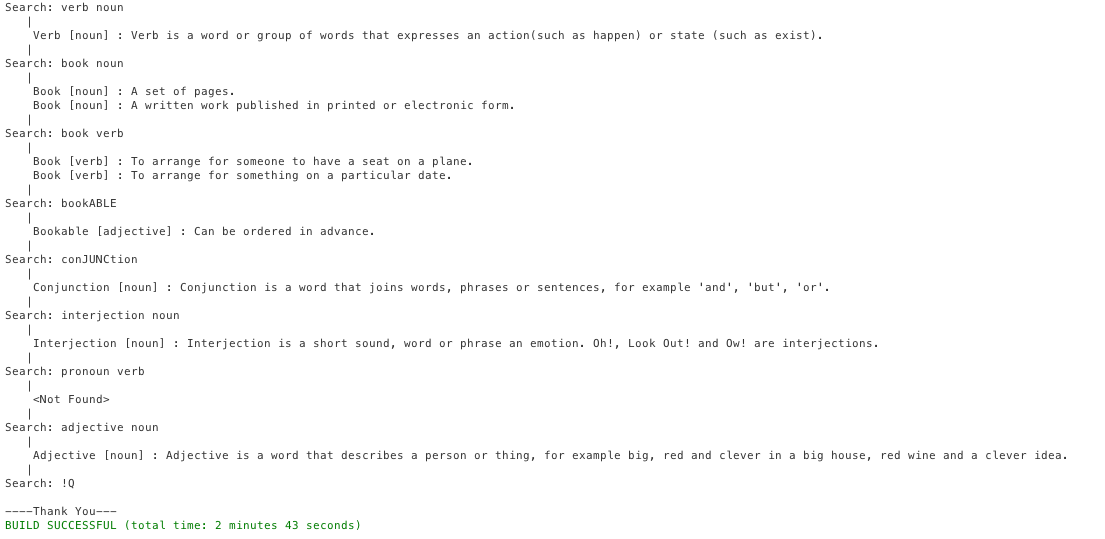 Search: verb noun
|
Verb [noun] : Verb is a word or group of words that expresses an action(such as happen) or state (such as exist).
|
Search: book noun
|
Book [noun] : A set of pages.
Book [noun] : A written work published in printed or electronic form.
|
Search: book verb
|
Book [verb] : To arrange for someone to have a seat on a plane.
Book [verb] : To arrange for something on a particular date.
|
Search: bookABLE
|
Bookable [adjective] : Can be ordered in advance.
|
Search: conJUNCtion
|
Conjunction [noun] : Conjunction is a word that joins words, phrases or sentences, for example 'and', 'but', 'or'.
|
Search: interjection noun
|
Interjection [noun] : Interjection is a short sound, word or phrase an emotion. Oh!, Look Out! and Ow! are interjections.
|
Search: pronoun verb
|
<Not Found>
|
Search: adjective noun
|
Adjective [noun] : Adjective is a word that describes a person or thing, for example big, red and clever in a big house, red wine and a clever idea.
|
Search: !Q
----Thank You---
BUILD SUCCESSFUL (total time: 2 minutes 43 seconds)